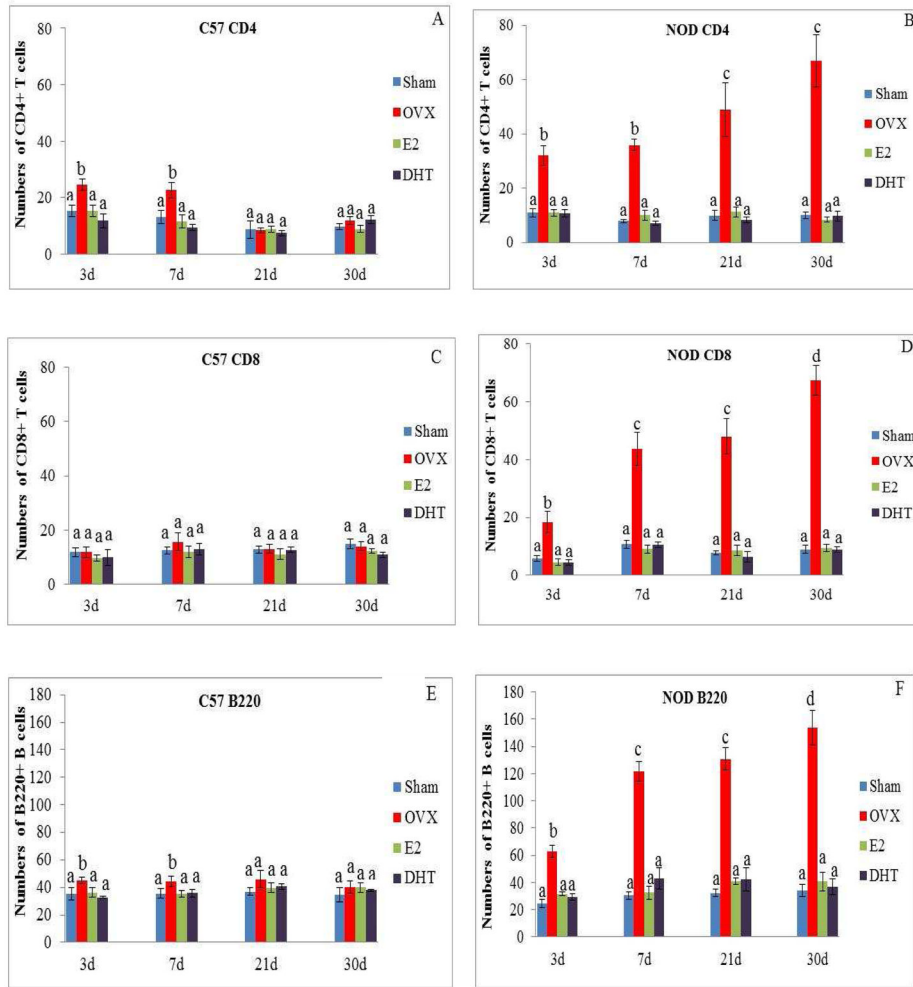 A
C57 CD4
Numbers of CD4+ T cells
80
60
40
20
0
a b a a
a b a a
a a a a
a a a a
3d 7d 21d 30d
Sham
OVX
E2
DHT
B
NOD CD4
Numbers of CD4+ T cells
80
60
40
20
0
a b a a
a b a a
a c a a
a c a a
3d 7d 21d 30d
Sham
OVX
E2
DHT
C
C57 CD8
Numbers of CD8+ T cells
80
60
40
20
0
a a a a
a a a a
a a a a
a a a a
3d 7d 21d 30d
Sham
OVX
E2
DHT
D
NOD CD8
Numbers of CD8+ T cells
80
60
40
20
0
a b a a
a c a a
a c a a
a d a a
3d 7d 21d 30d
Sham
OVX
E2
DHT
E
C57 B220
Numbers of B220+ B cells
180
160
140
120
100
80
60
40
20
0
a b a a
a b a a
a a a a
a a a a
3d 7d 21d 30d
Sham
OVX
E2
DHT
F
NOD B220
Numbers of B220+ B cells
180
160
140
120
100
80
60
40
20
0
a b a a
a c a a
a c a a
a d a a
3d 7d 21d 30d
Sham
OVX
E2
DHT